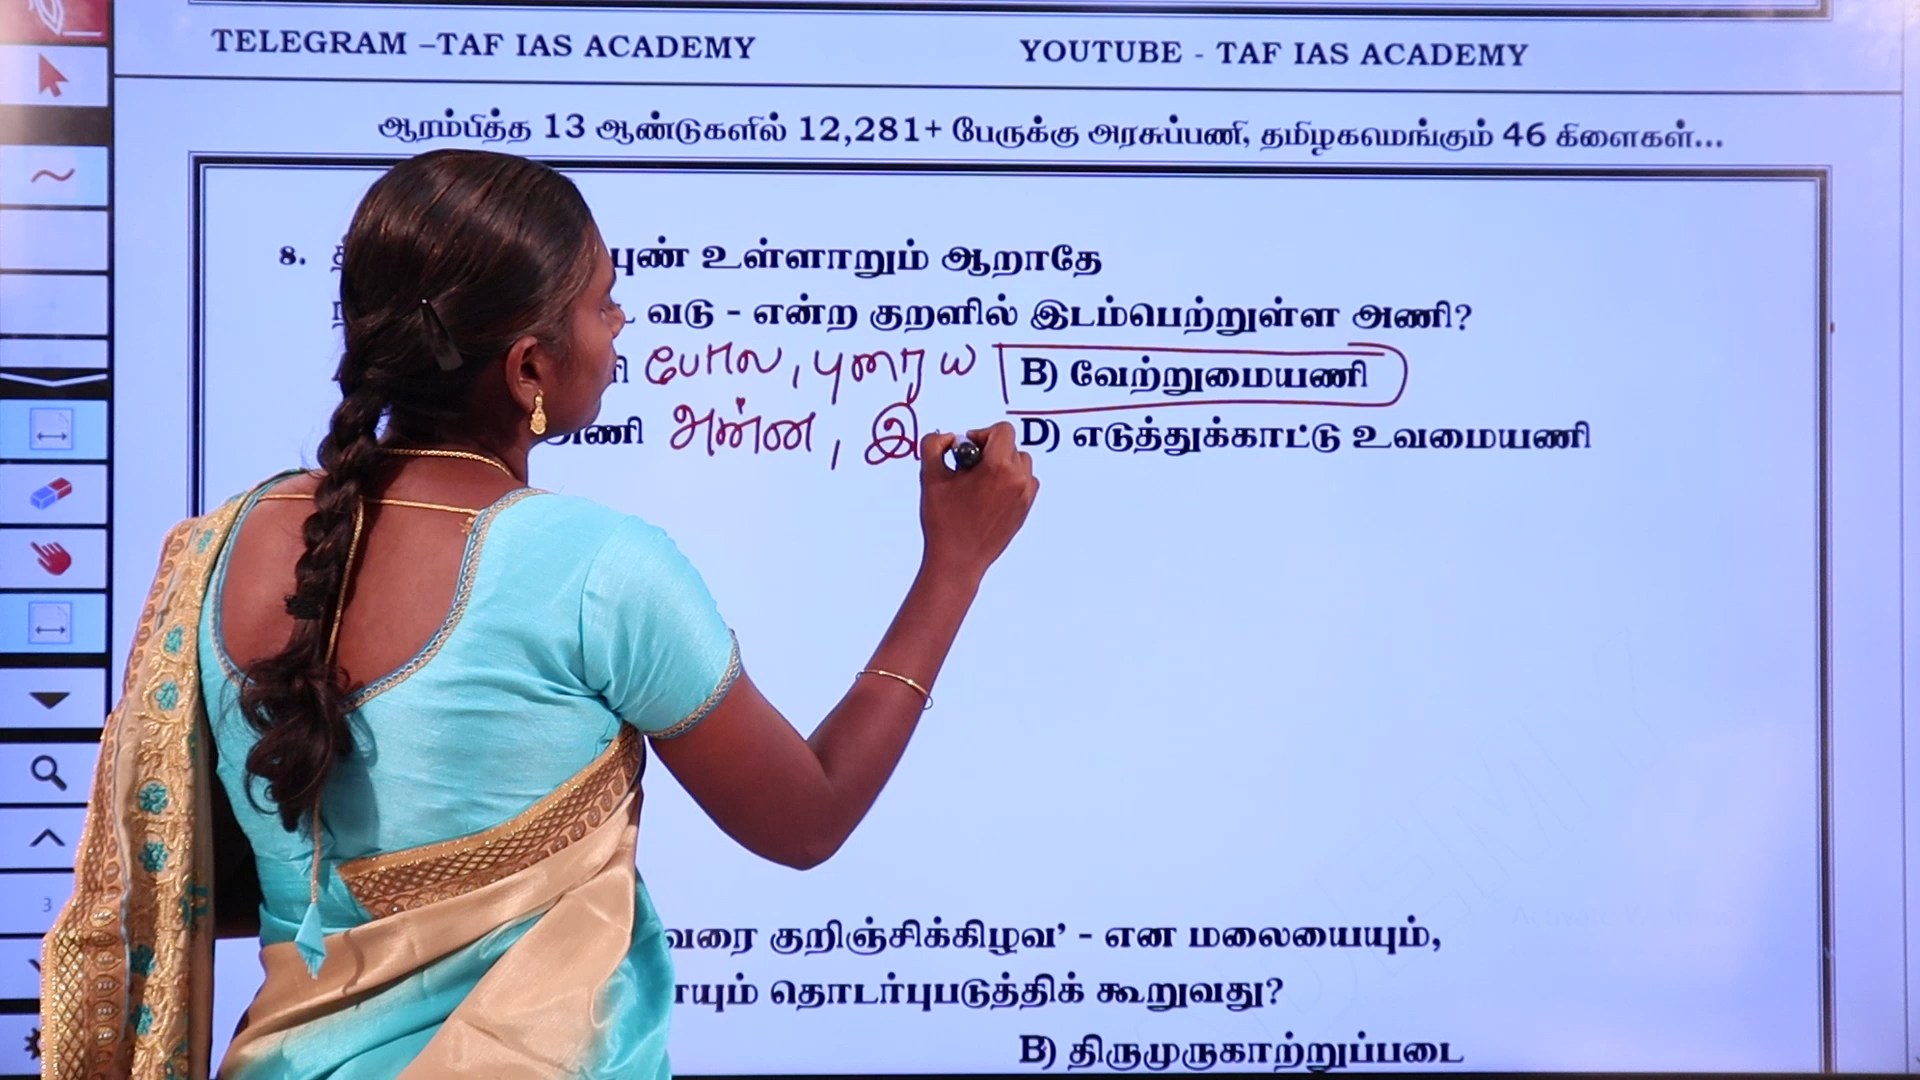 TELEGRAM –TAF IAS ACADEMY
YOUTUBE - TAF IAS ACADEMY
ஆரம்பித்த 13 ஆண்டுகளில் 12,281+ பேருக்கு அரசுப்பணி, தமிழகமெங்கும் 46 கிளைகள்...
8. புண் உள்ளாறும் ஆறாதே
வடு - என்ற குறளில் இடம்பெற்றுள்ள அணி?
போல, புரைய B) வேற்றுமையணி
அன்ன, D) எடுத்துக்காட்டு உவமையணி
3
வரை குறிஞ்சிக்கிழவ’ - என மலையையும்,
தொடர்புபடுத்திக் கூறுவது?
B) திருமுருகாற்றுப்படை